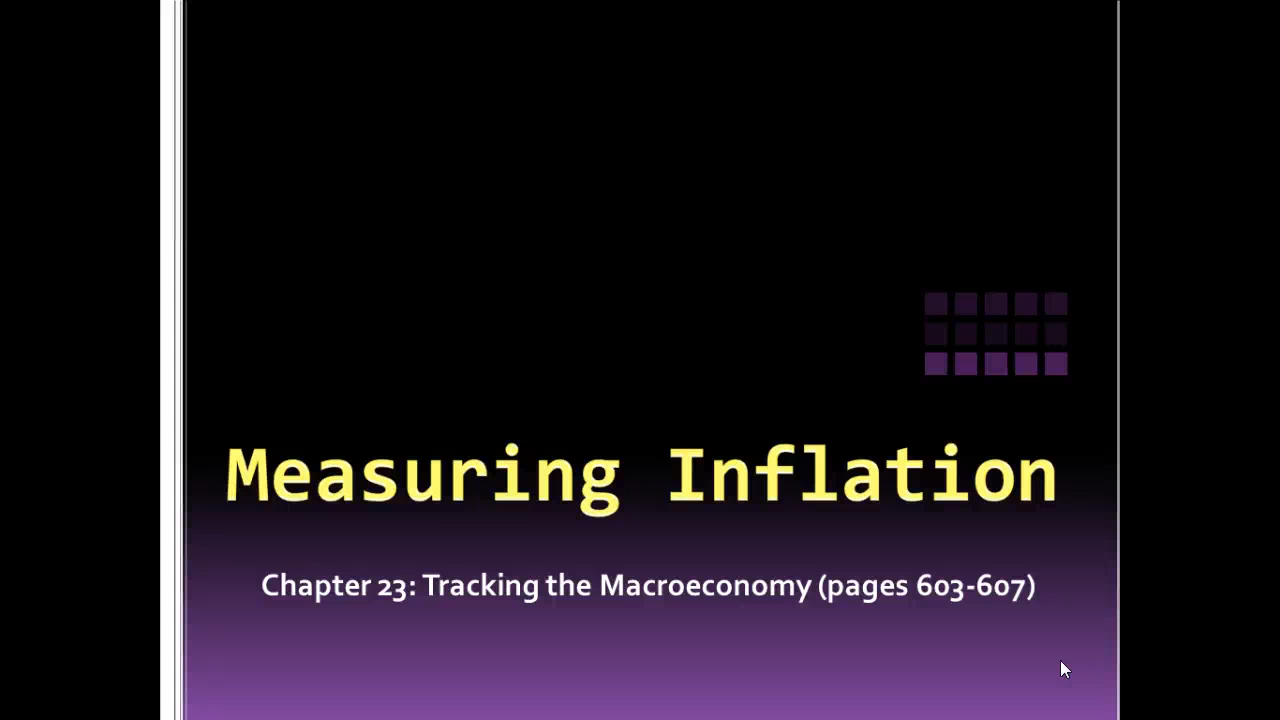 Measuring Inflation
Chapter 23: Tracking the Macroeconomy (pages 603-607)